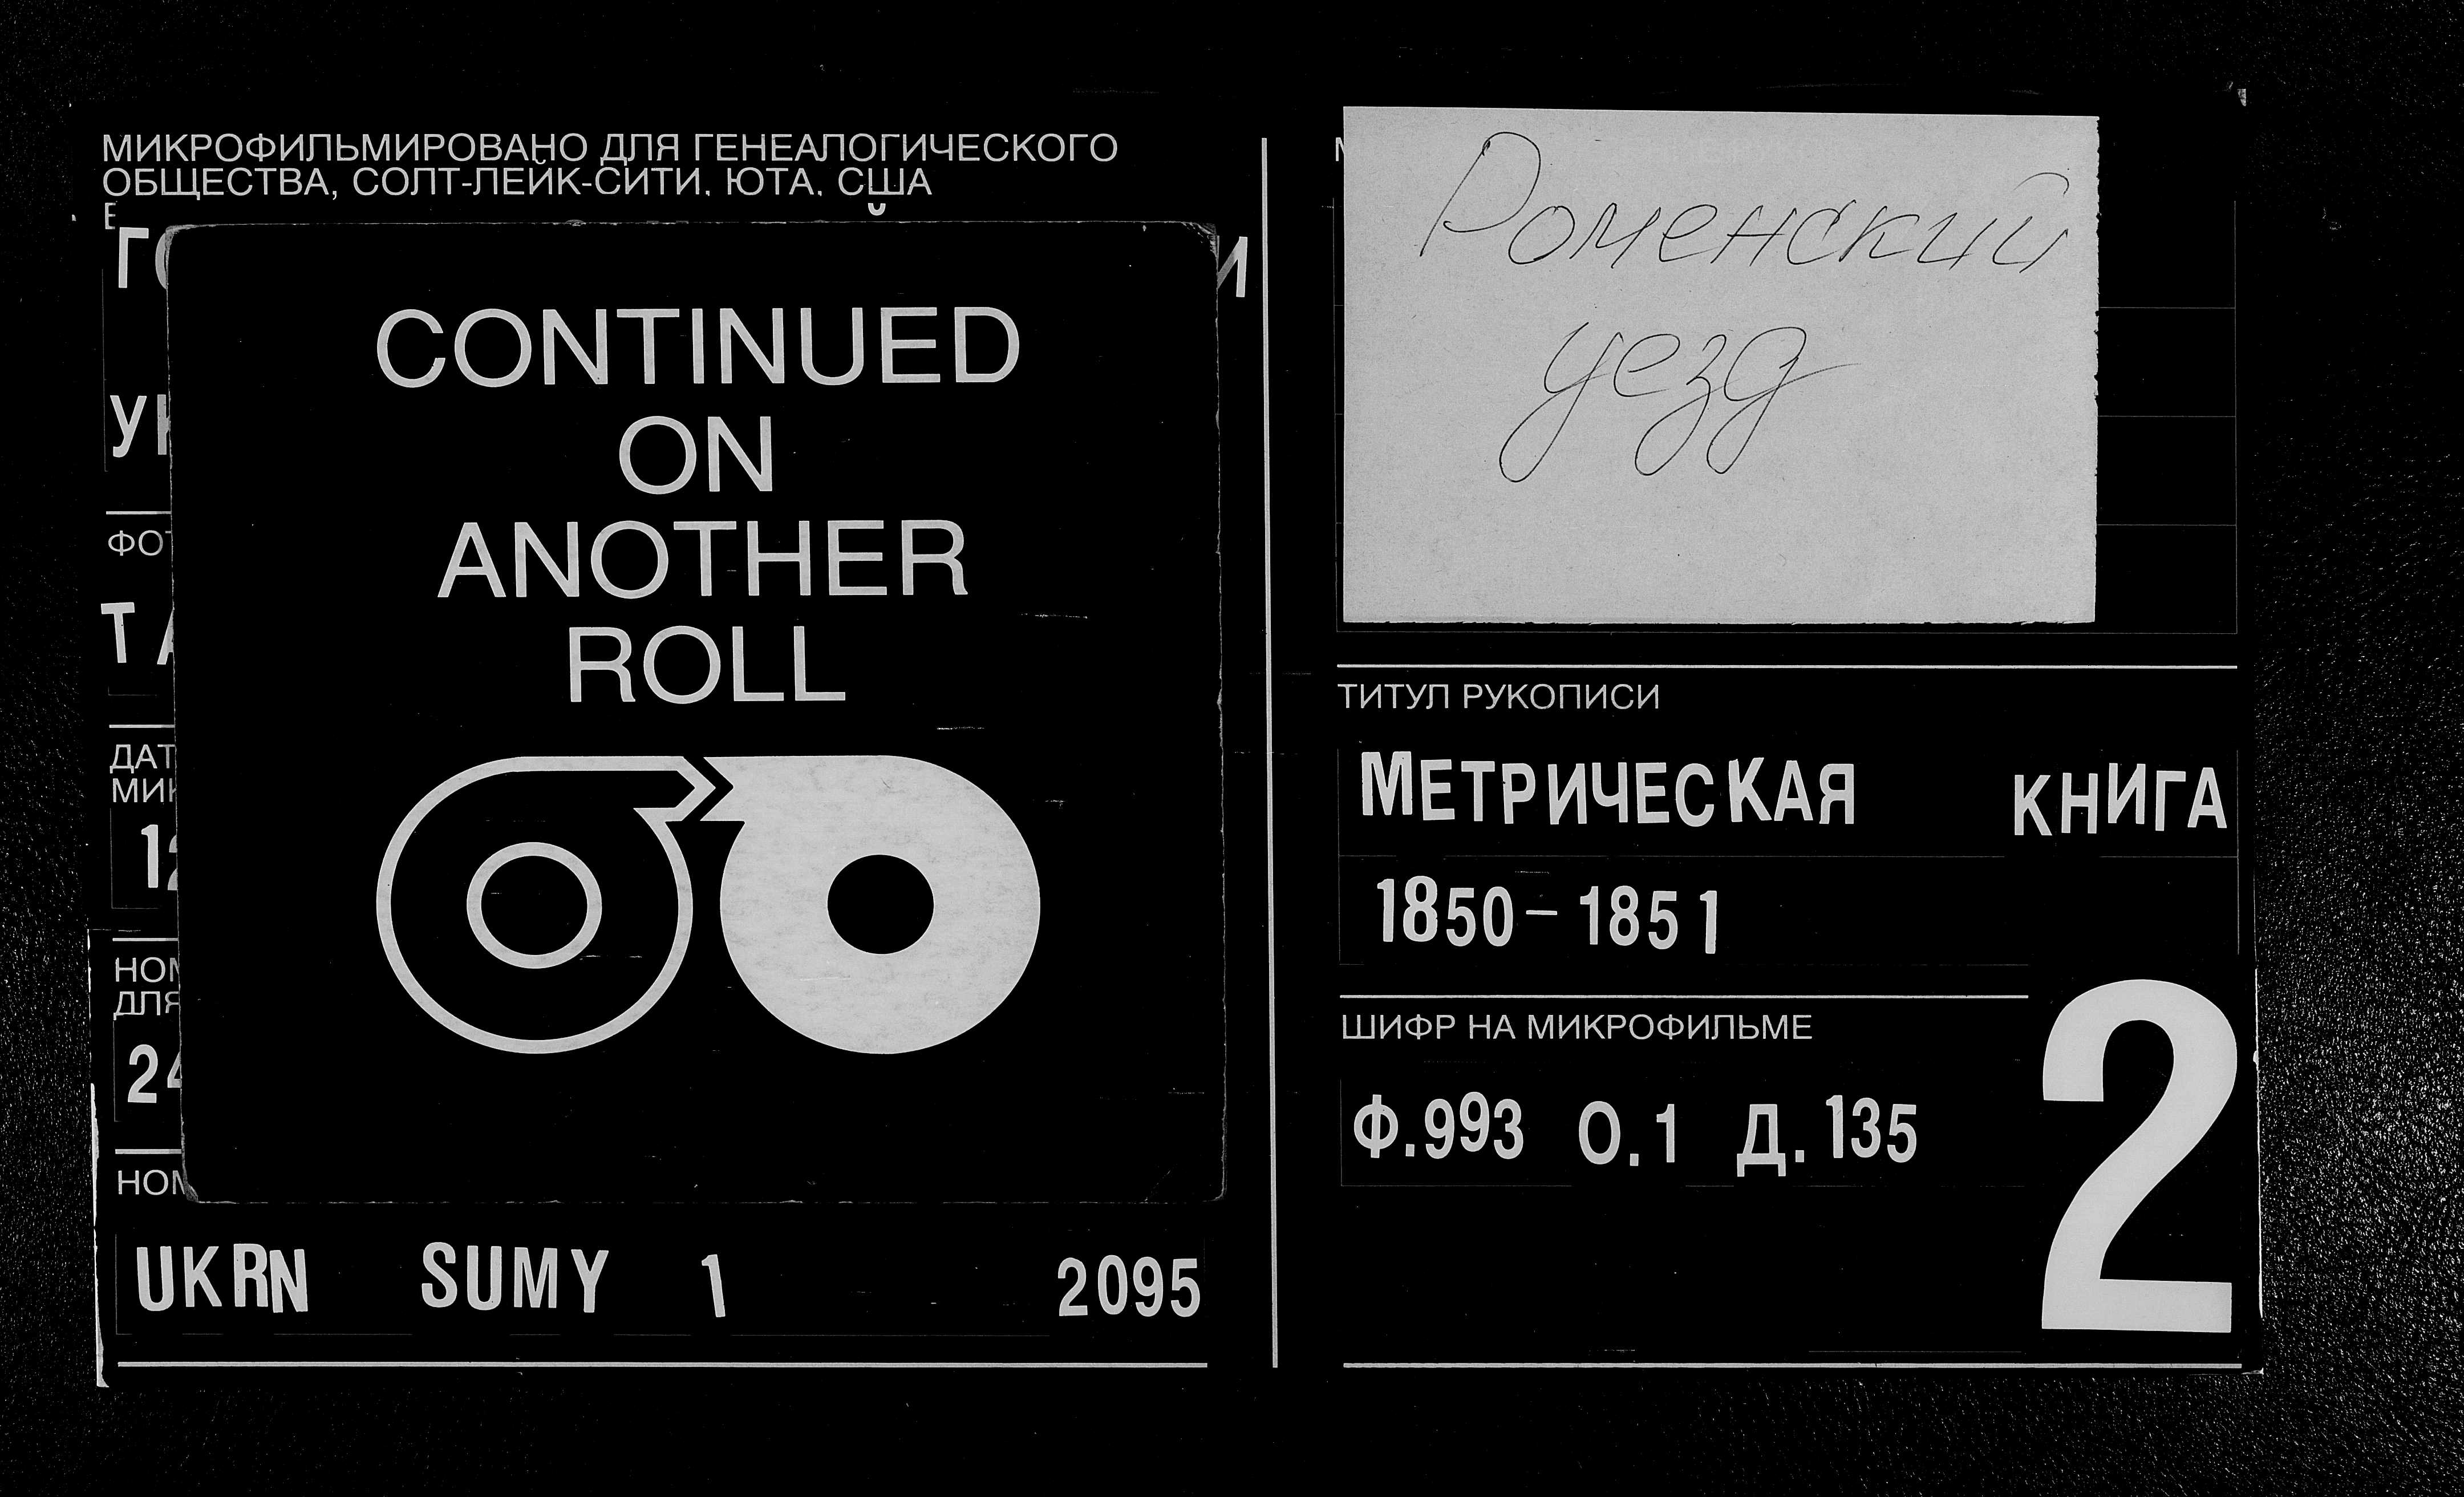 МИКРОФИЛЬМИРОВАНО ДЛЯ ГЕНЕАЛОГИЧЕСКОГО
ОБЩЕСТВА, СОЛТ-ЛЕЙК-СИТИ, ЮТА, США
CONTINUED
ON
ANOTHER
ROLL
UKRN SUMY 1 2095
Роменский
уезд
ТИТУЛ РУКОПИСИ
МЕТРИЧЕСКАЯ КНИГА
1850-1851
ШИФР НА МИКРОФИЛЬМЕ
Ф.993 О.1 Д.135
2